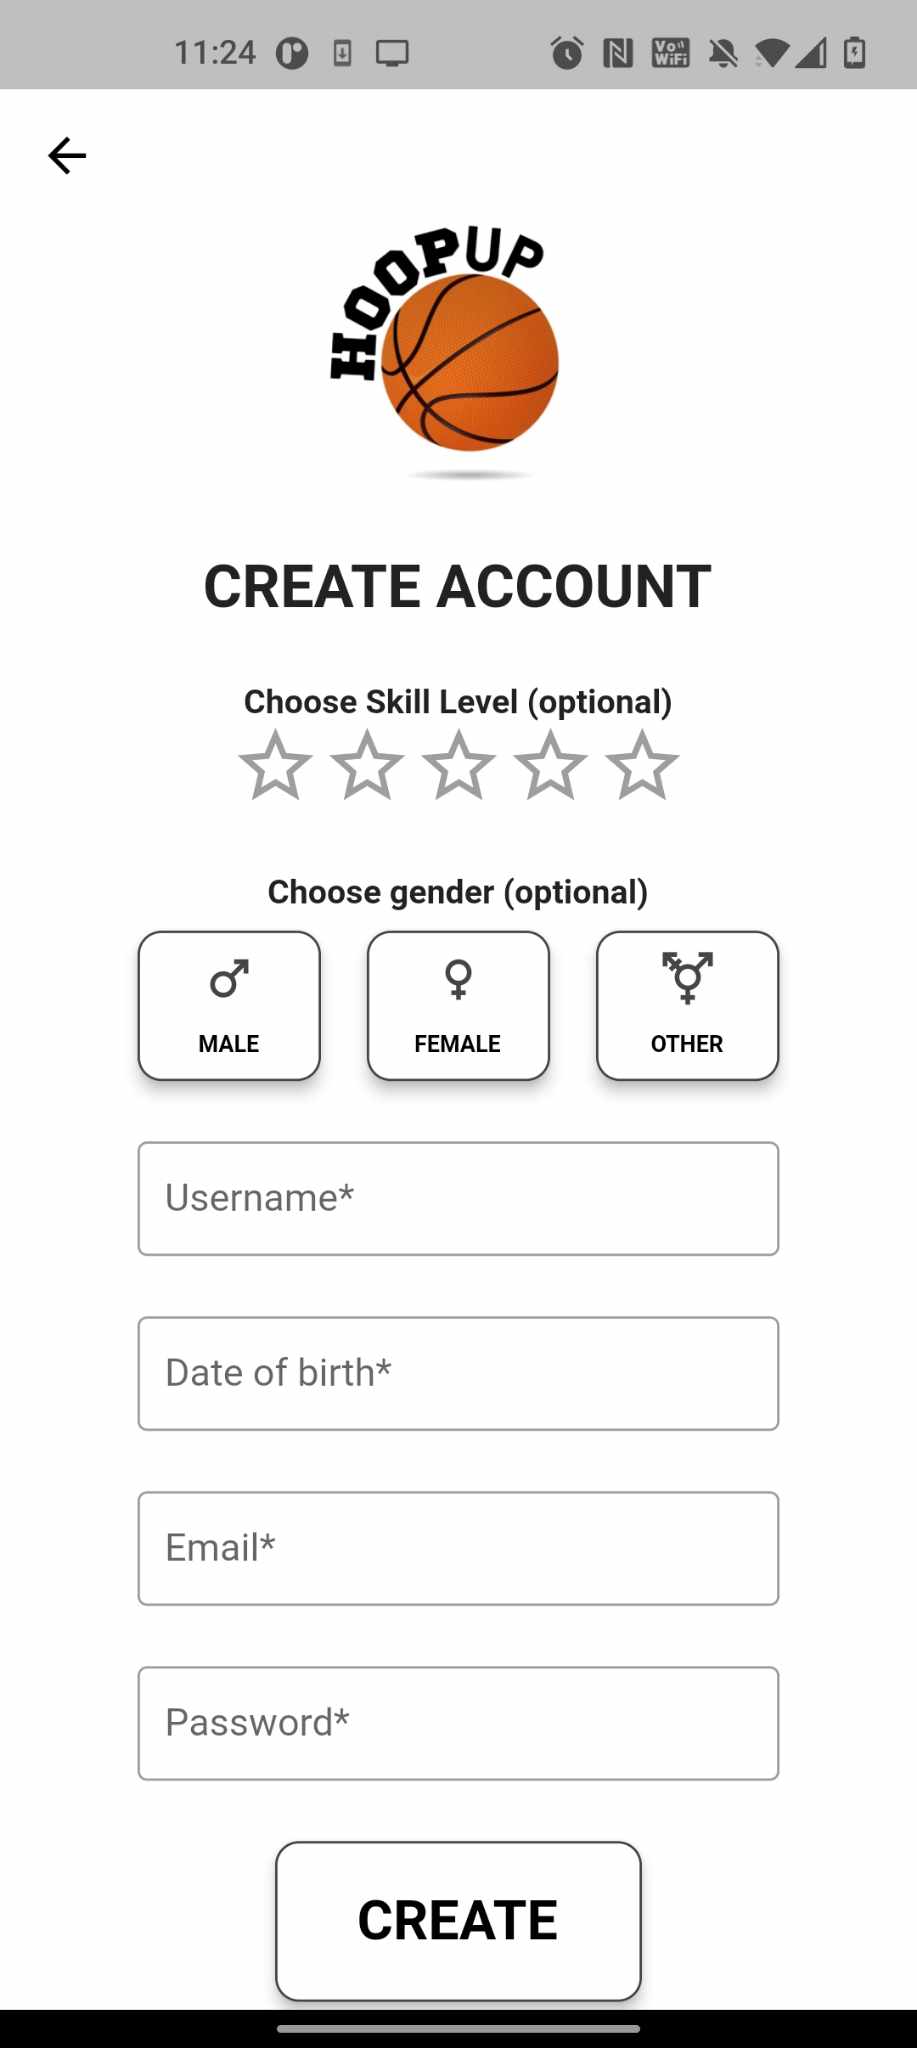 11:24
Vo
WiFi
HOOPUP
CREATE ACCOUNT
Choose Skill Level (optional)
Choose gender (optional)
MALE FEMALE OTHER
Username*
Date of birth*
Email*
Password*
CREATE